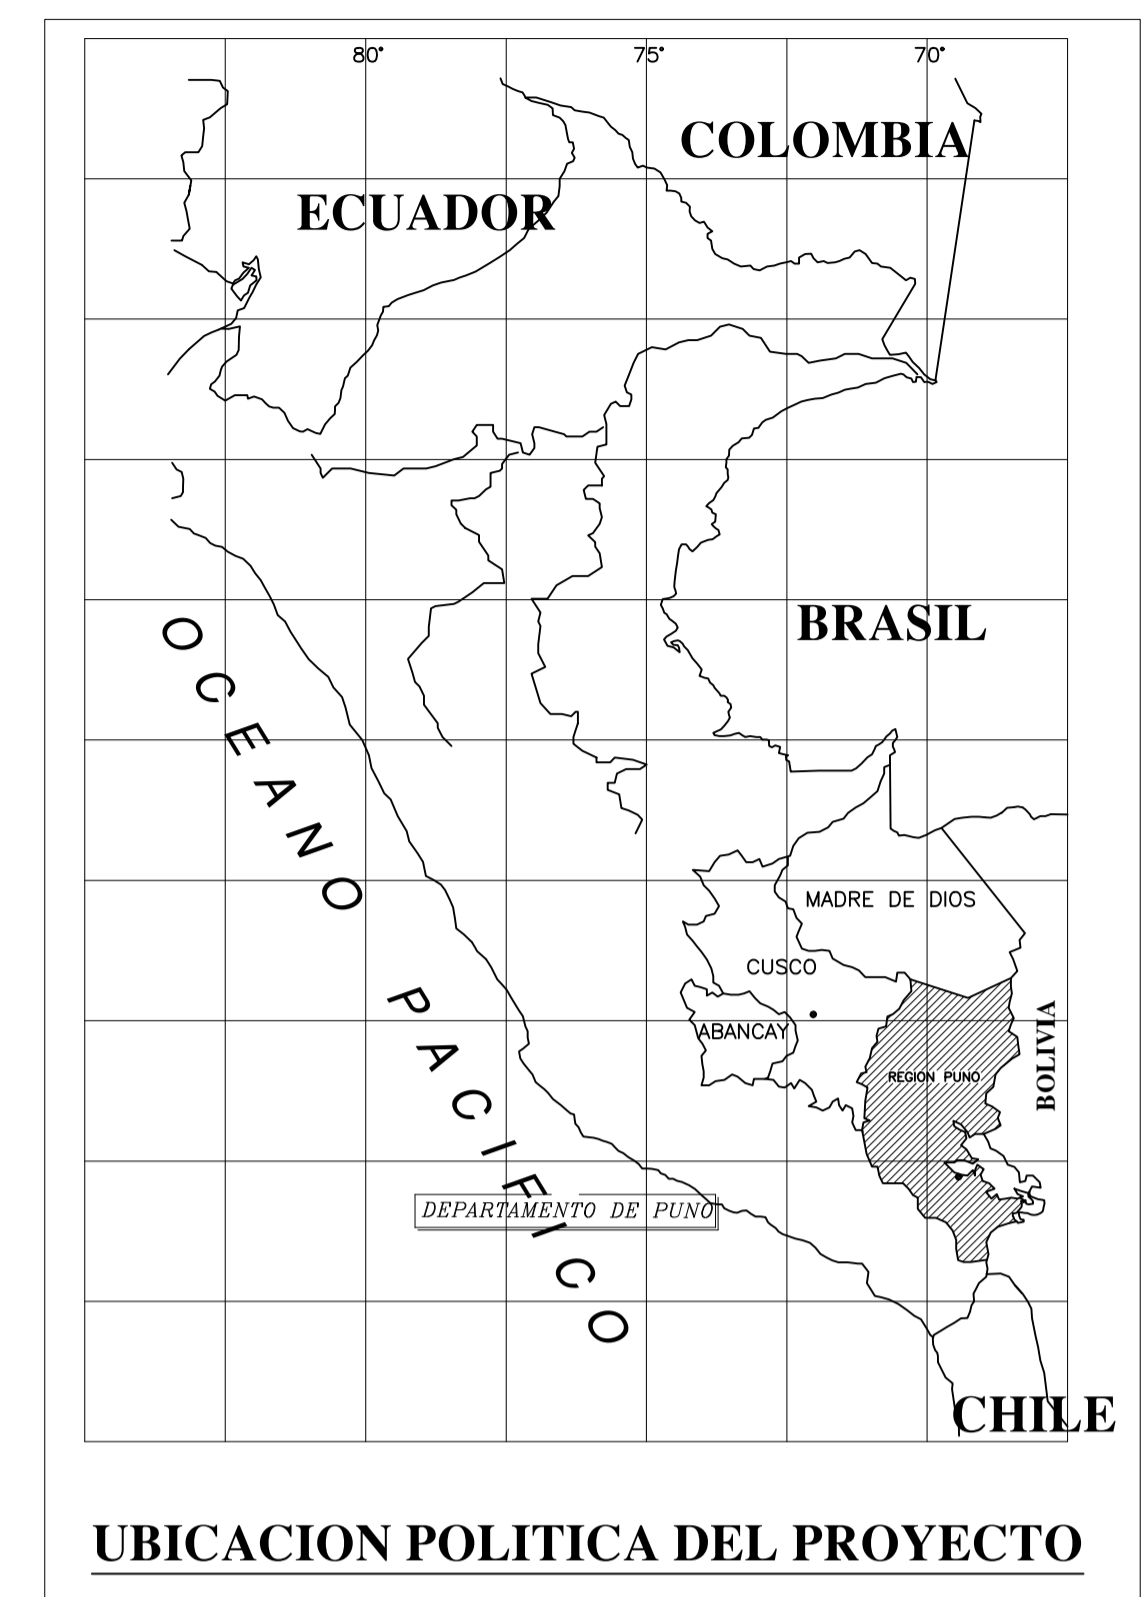 80° 75° 70°
COLOMBIA
ECUADOR
BRASIL
OCEANO PACIFICO
MADRE DE DIOS
CUSCO
ABANCAY
REGION PUNO
BOLIVIA
DEPARTAMENTO DE PUNO
CHILE
UBICACION POLITICA DEL PROYECTO